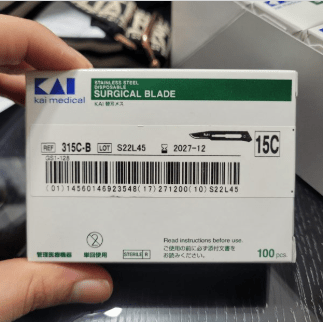 KAI
kai medical
STAINLESS STEEL
DISPOSABLE
SURGICAL BLADE
KAI 替刃メス
REF 315C-B LOT S22L45 2027-12
15C
GS1-128
(01)14560146923548(17)271200(10)S22L45
管理医療機器
2
単回使用
STERILE R
Read instructions before use.
ご使用の前に必ず添付文書を
お読みください。
100 pcs.